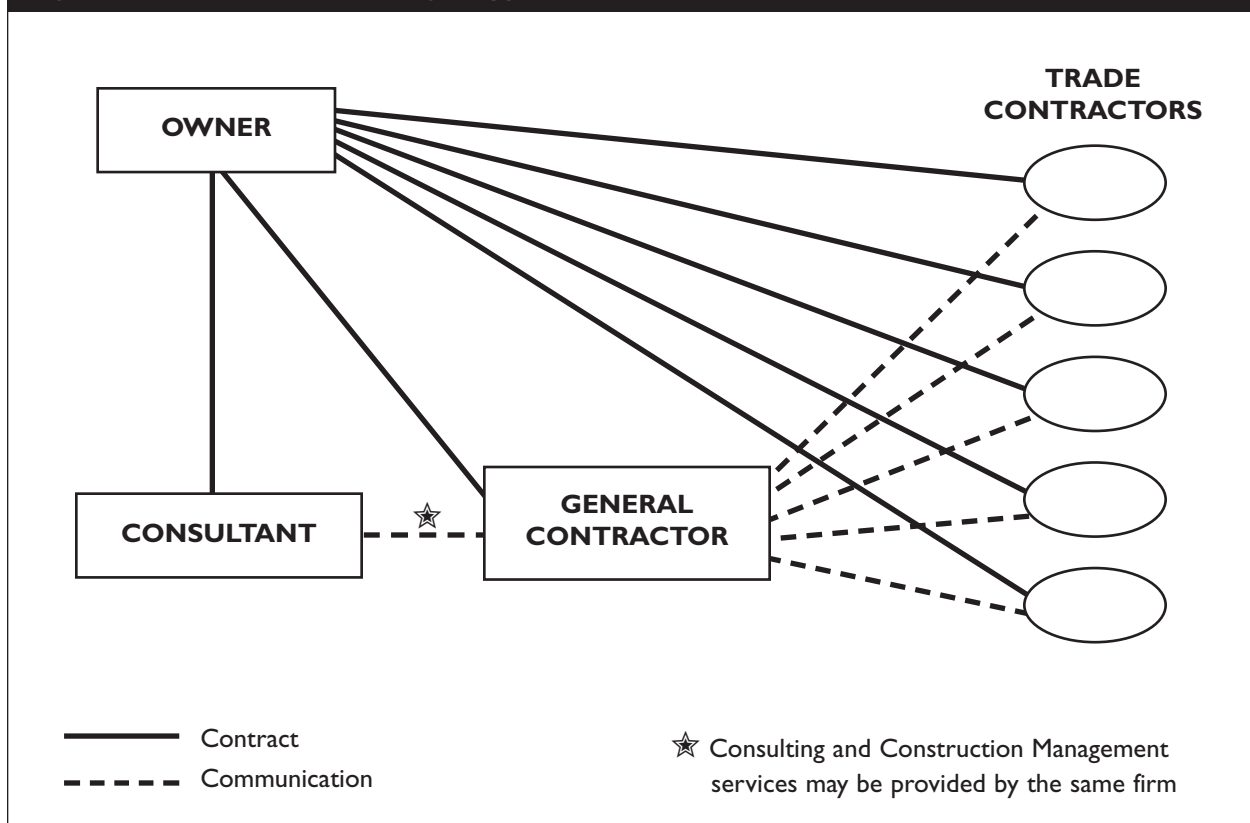 OWNER
TRADE
CONTRACTORS
CONSULTANT
GENERAL
CONTRACTOR
Contract
Communication
Consulting and Construction Management
services may be provided by the same firm